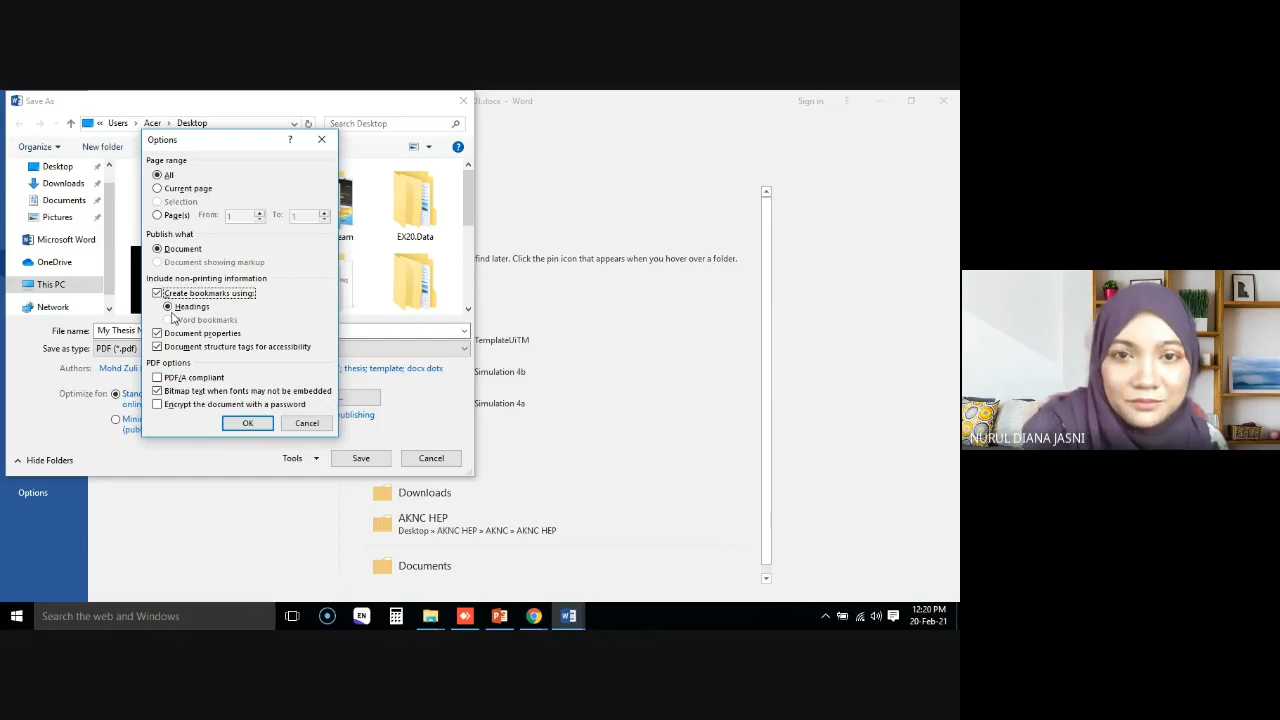 Save As
JJ.docx - Word
Sign in
Users > Acer > Desktop
Search Desktop
Organize
New folder
Desktop
Downloads
Documents
Pictures
Microsoft Word
OneDrive
This PC
Network
Options
Page range
All
Current page
Selection
Page(s) From: 1 To: 1
Publish what
Document
Document showing markup
Include non-printing information
Create bookmarks using:
Headings
Word bookmarks
Document properties
Document structure tags for accessibility
PDF options
PDF/A compliant
Bitmap text when fonts may not be embedded
Encrypt the document with a password
OK
Cancel
eam
EX20.Data
find later. Click the pin icon that appears when you hover over a folder.
File name: My Thesis N
Save as type: PDF (*.pdf)
Authors: Mohd Zuli
; thesis; template; docx dotx
Optimize for: Stan
ublishing
Minin
(pub
TemplateUiTM
Simulation 4b
Simulation 4a
Hide Folders
Tools
Save
Cancel
Options
Downloads
AKNC HEP
Desktop » AKNC HEP » AKNC » AKNC HEP
Documents
NURUL DIANA JASNI
Search the web and Windows
EN
12:20 PM
20-Feb-21